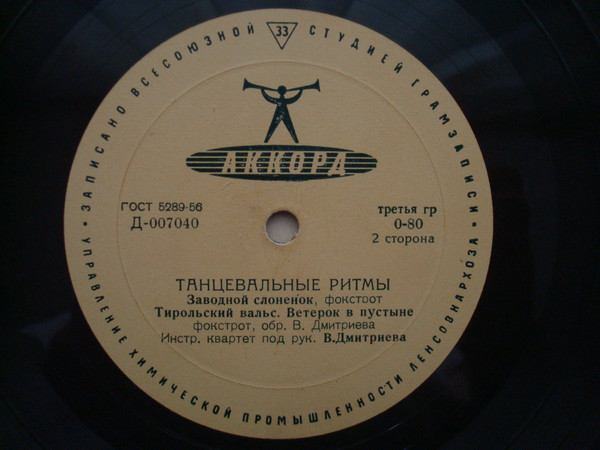 • ЗАПИСАНО ВСЕСОЮЗНОЙ 33 СТУДИЕЙ ГРАМЗАПИСИ •
АККОРД
ГОСТ 5289-56
Д-007040
третья гр
0-80
2 сторона
ТАНЦЕВАЛЬНЫЕ РИТМЫ
Заводной слоненок, фокстрот
Тирольский вальс. Ветерок в пустыне
фокстрот, обр. В. Дмитриева
Инстр. квартет под рук. В.Дмитриева
УПРАВЛЕНИЕ ХИМИЧЕСКОЙ ПРОМЫШЛЕННОСТИ ЛЕНСОВНАРХОЗА